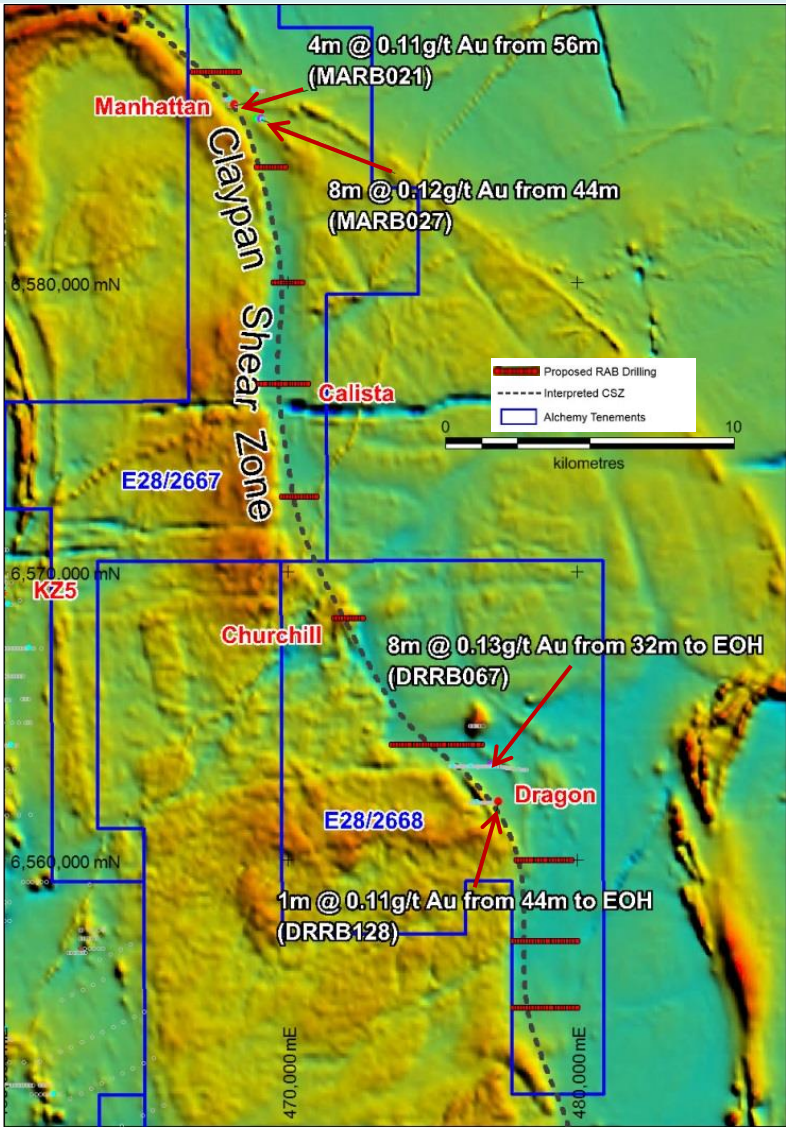 4m @ 0.11g/t Au from 56m
(MARB021)
Manhattan
8m @ 0.12g/t Au from 44m
(MARB027)
Claypan Shear Zone
6,580,000 mN
Proposed RAB Drilling
Interpreted CSZ
Alchemy Tenements
Calista
0 10
kilometres
E28/2667
6,570,000 mN
KZ5
Churchill
8m @ 0.13g/t Au from 32m to EOH
(DRRB067)
Dragon
E28/2668
6,560,000 mN
1m @ 0.11g/t Au from 44m to EOH
(DRRB128)
470,000 mE
480,000 mE